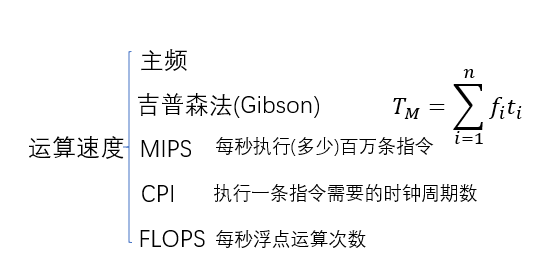 主频
吉普森法(Gibson) $T_M = \sum_{i=1}^{n} f_i t_i$
运算速度
MIPS 每秒执行(多少)百万条指令
CPI 执行一条指令需要的时钟周期数
FLOPS 每秒浮点运算次数